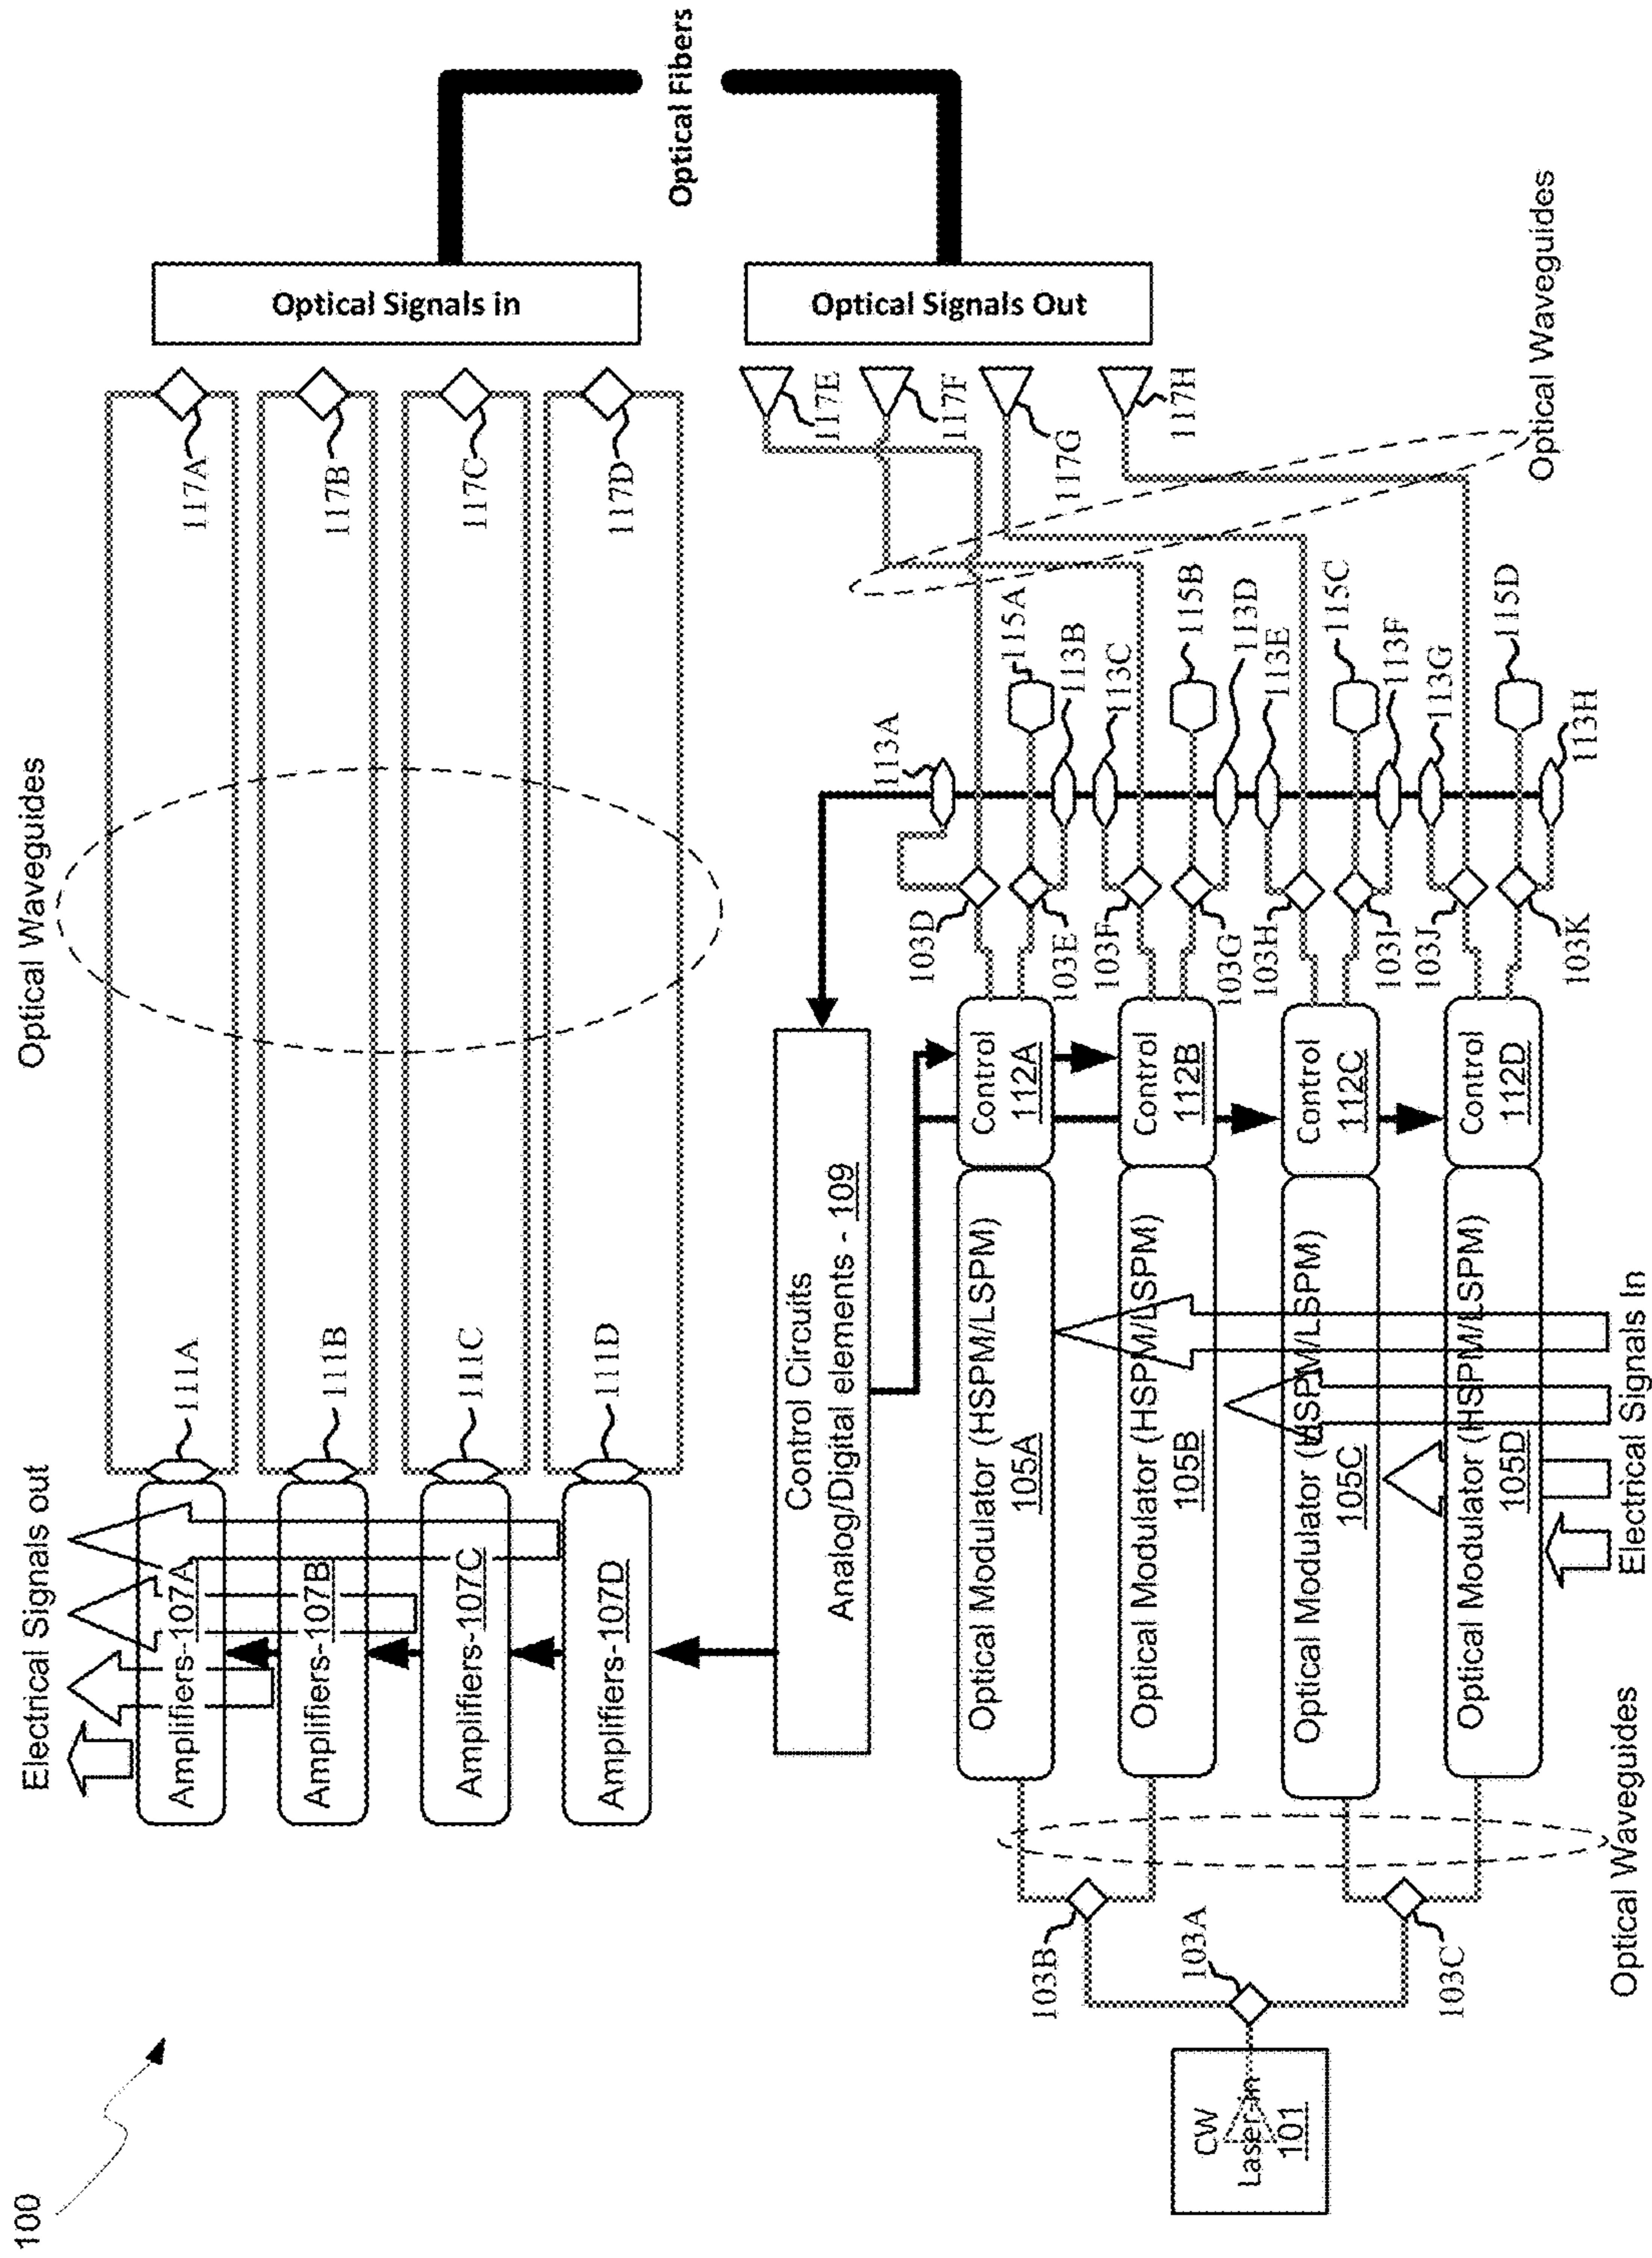 100
Electrical Signals out
Optical Waveguides
Amplifiers-107A
Amplifiers-107B
Amplifiers-107C
Amplifiers-107D
111A
111B
111C
111D
117A
117B
117C
117D
Optical Signals in
Optical Fibers
Optical Signals Out
Control Circuits
Analog/Digital elements - 109
117E
117F
117G
117H
Optical Waveguides
CW
Laser in
101
103A
103B
103C
Optical Waveguides
Optical Modulator (HSPM/LSPM)
105A
Optical Modulator (HSPM/LSPM)
105B
Optical Modulator (HSPM/LSPM)
105C
Optical Modulator (HSPM/LSPM)
105D
Electrical Signals In
Control
112A
Control
112B
Control
112C
Control
112D
103D
103E
103F
103G
103H
103I
103J
103K
113A
115A
113B
113C
115B
113D
113E
115C
113F
113G
115D
113H